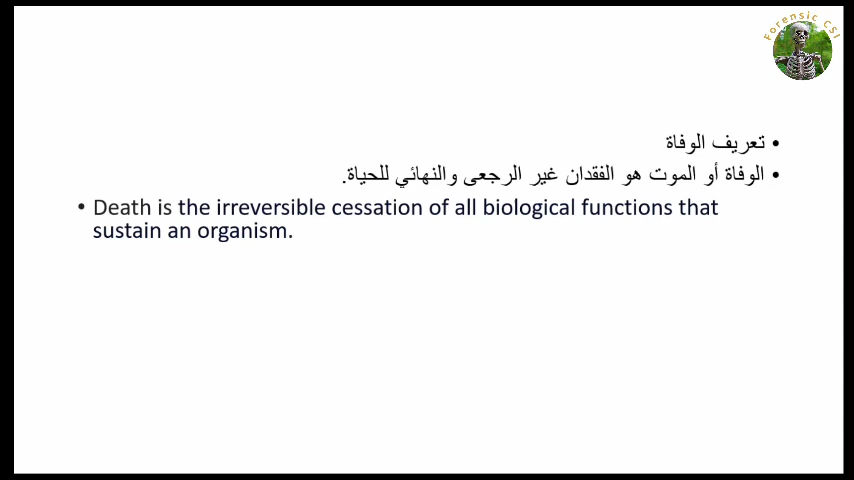 Forensic CSI
• تعريف الوفاة
• الوفاة أو الموت هو الفقدان غير الرجعى والنهائي للحياة.
• Death is the irreversible cessation of all biological functions that
sustain an organism.